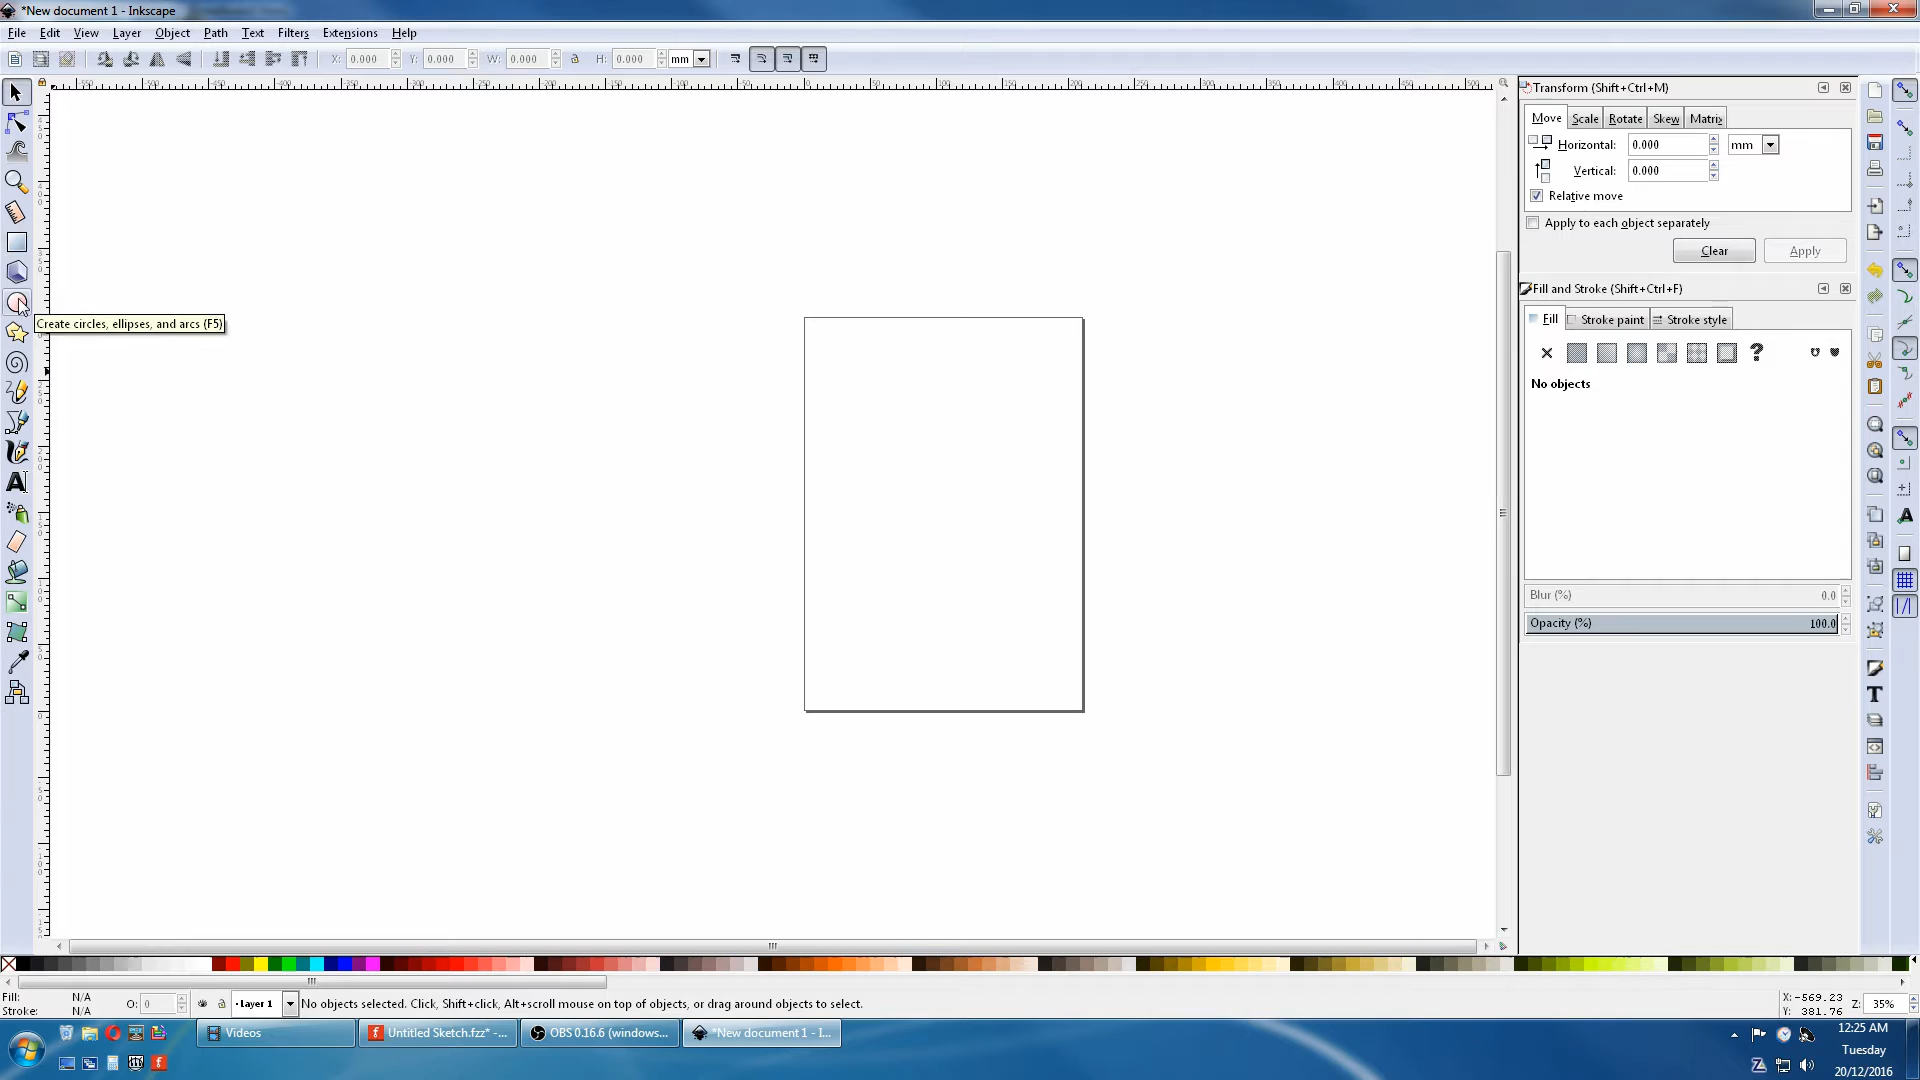 *New document 1 - Inkscape
File Edit View Layer Object Path Text Filters Extensions Help
X: 0.000 Y: 0.000 W: 0.000 H: 0.000 mm
Transform (Shift+Ctrl+M)
Move Scale Rotate Skew Matrix
Horizontal: 0.000 mm
Vertical: 0.000
Relative move
Apply to each object separately
Clear Apply
Create circles, ellipses, and arcs (F5)
Fill and Stroke (Shift+Ctrl+F)
Fill Stroke paint Stroke style
No objects
Blur (%) 0.0
Opacity (%) 100.0
Fill: N/A
Stroke: N/A
O: 0
Layer 1
No objects selected. Click, Shift+click, Alt+scroll mouse on top of objects, or drag around objects to select.
X: -569.23
Y: 381.76
Z: 35%
Videos
Untitled Sketch.fzz* -...
OBS 0.16.6 (windows...
*New document 1 - I...
12:25 AM
Tuesday
20/12/2016